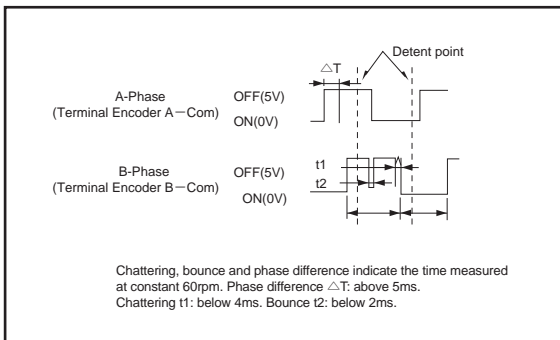 Detent point
△T
A-Phase
(Terminal Encoder A－Com)
OFF(5V)
ON(0V)
B-Phase
(Terminal Encoder B－Com)
OFF(5V)
ON(0V)
t1
t2
Chattering, bounce and phase difference indicate the time measured
at constant 60rpm. Phase difference △T: above 5ms.
Chattering t1: below 4ms. Bounce t2: below 2ms.